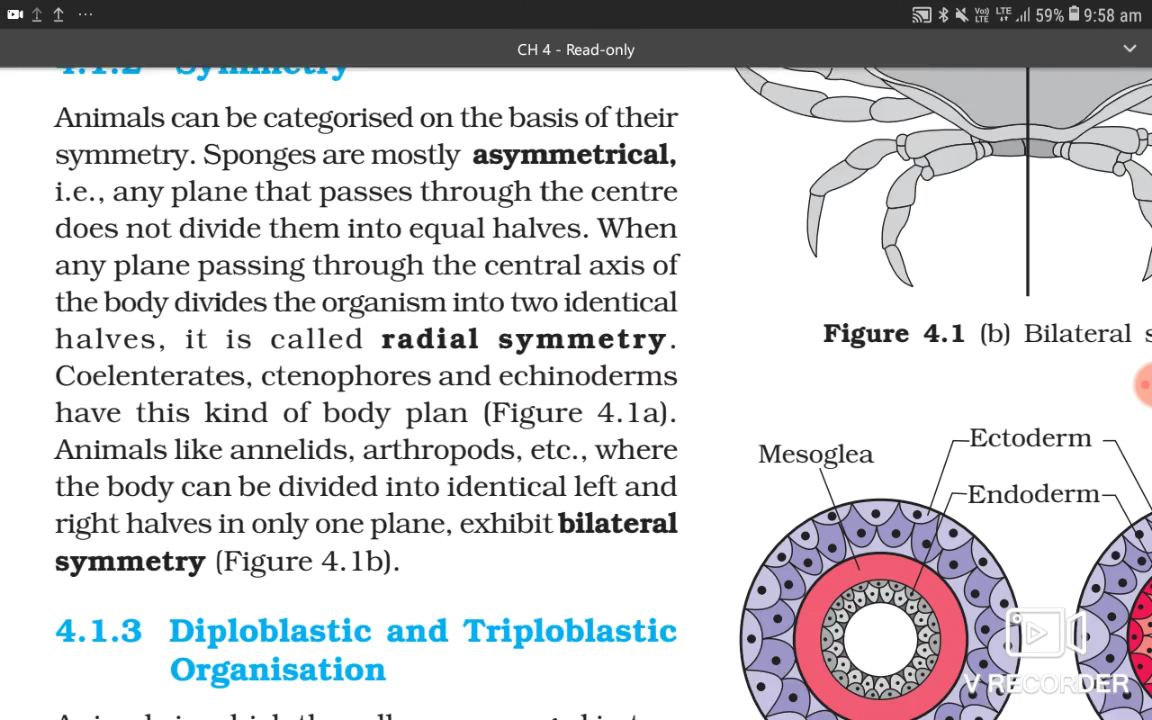 59% 9:58 am
CH 4 - Read-only
4.1.2 Symmetry
Animals can be categorised on the basis of their
symmetry. Sponges are mostly asymmetrical,
i.e., any plane that passes through the centre
does not divide them into equal halves. When
any plane passing through the central axis of
the body divides the organism into two identical
halves, it is called radial symmetry.
Coelenterates, ctenophores and echinoderms
have this kind of body plan (Figure 4.1a).
Animals like annelids, arthropods, etc., where
the body can be divided into identical left and
right halves in only one plane, exhibit bilateral
symmetry (Figure 4.1b).
4.1.3 Diploblastic and Triploblastic
Organisation
Figure 4.1 (b) Bilateral s
Mesoglea
Ectoderm
Endoderm
V RECORDER